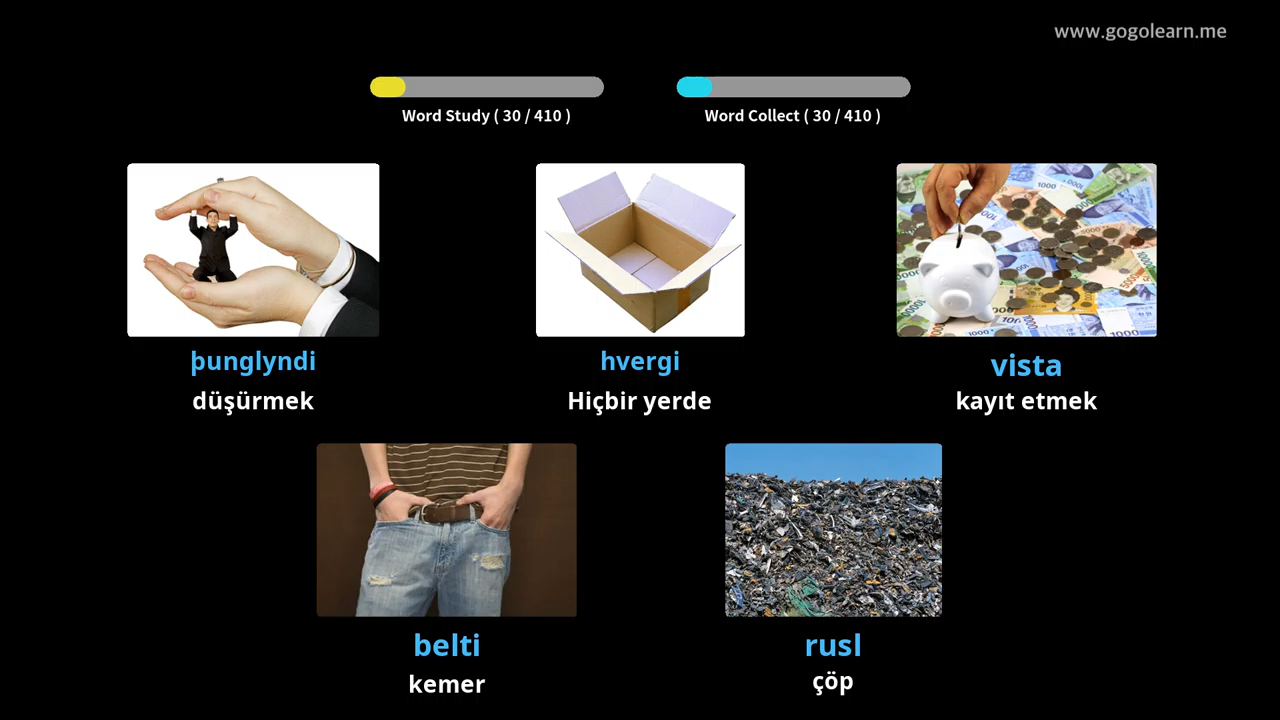 www.gogolearn.me
Word Study ( 30 / 410 )
Word Collect ( 30 / 410 )
þunglyndi
düşürmek
hvergi
Hiçbir yerde
vista
kayıt etmek
belti
kemer
rusl
çöp